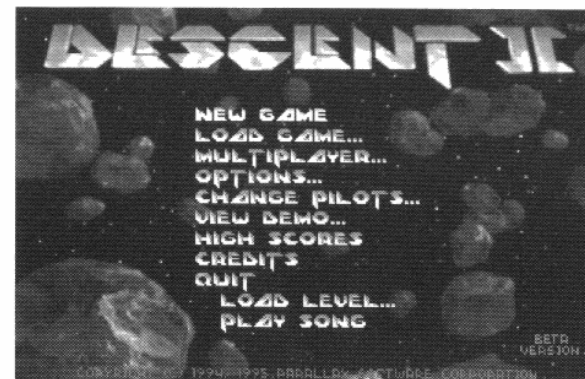 DESCENT II
NEW GAME
LOAD GAME...
MULTIPLAYER...
OPTIONS...
CHANGE PILOTS...
VIEW DEMO...
HIGH SCORES
CREDITS
QUIT
LOAD LEVEL...
PLAY SONG
BETA
VERSION
COPYRIGHT (C) 1994, 1995 PARALLAX SOFTWARE CORPORATION